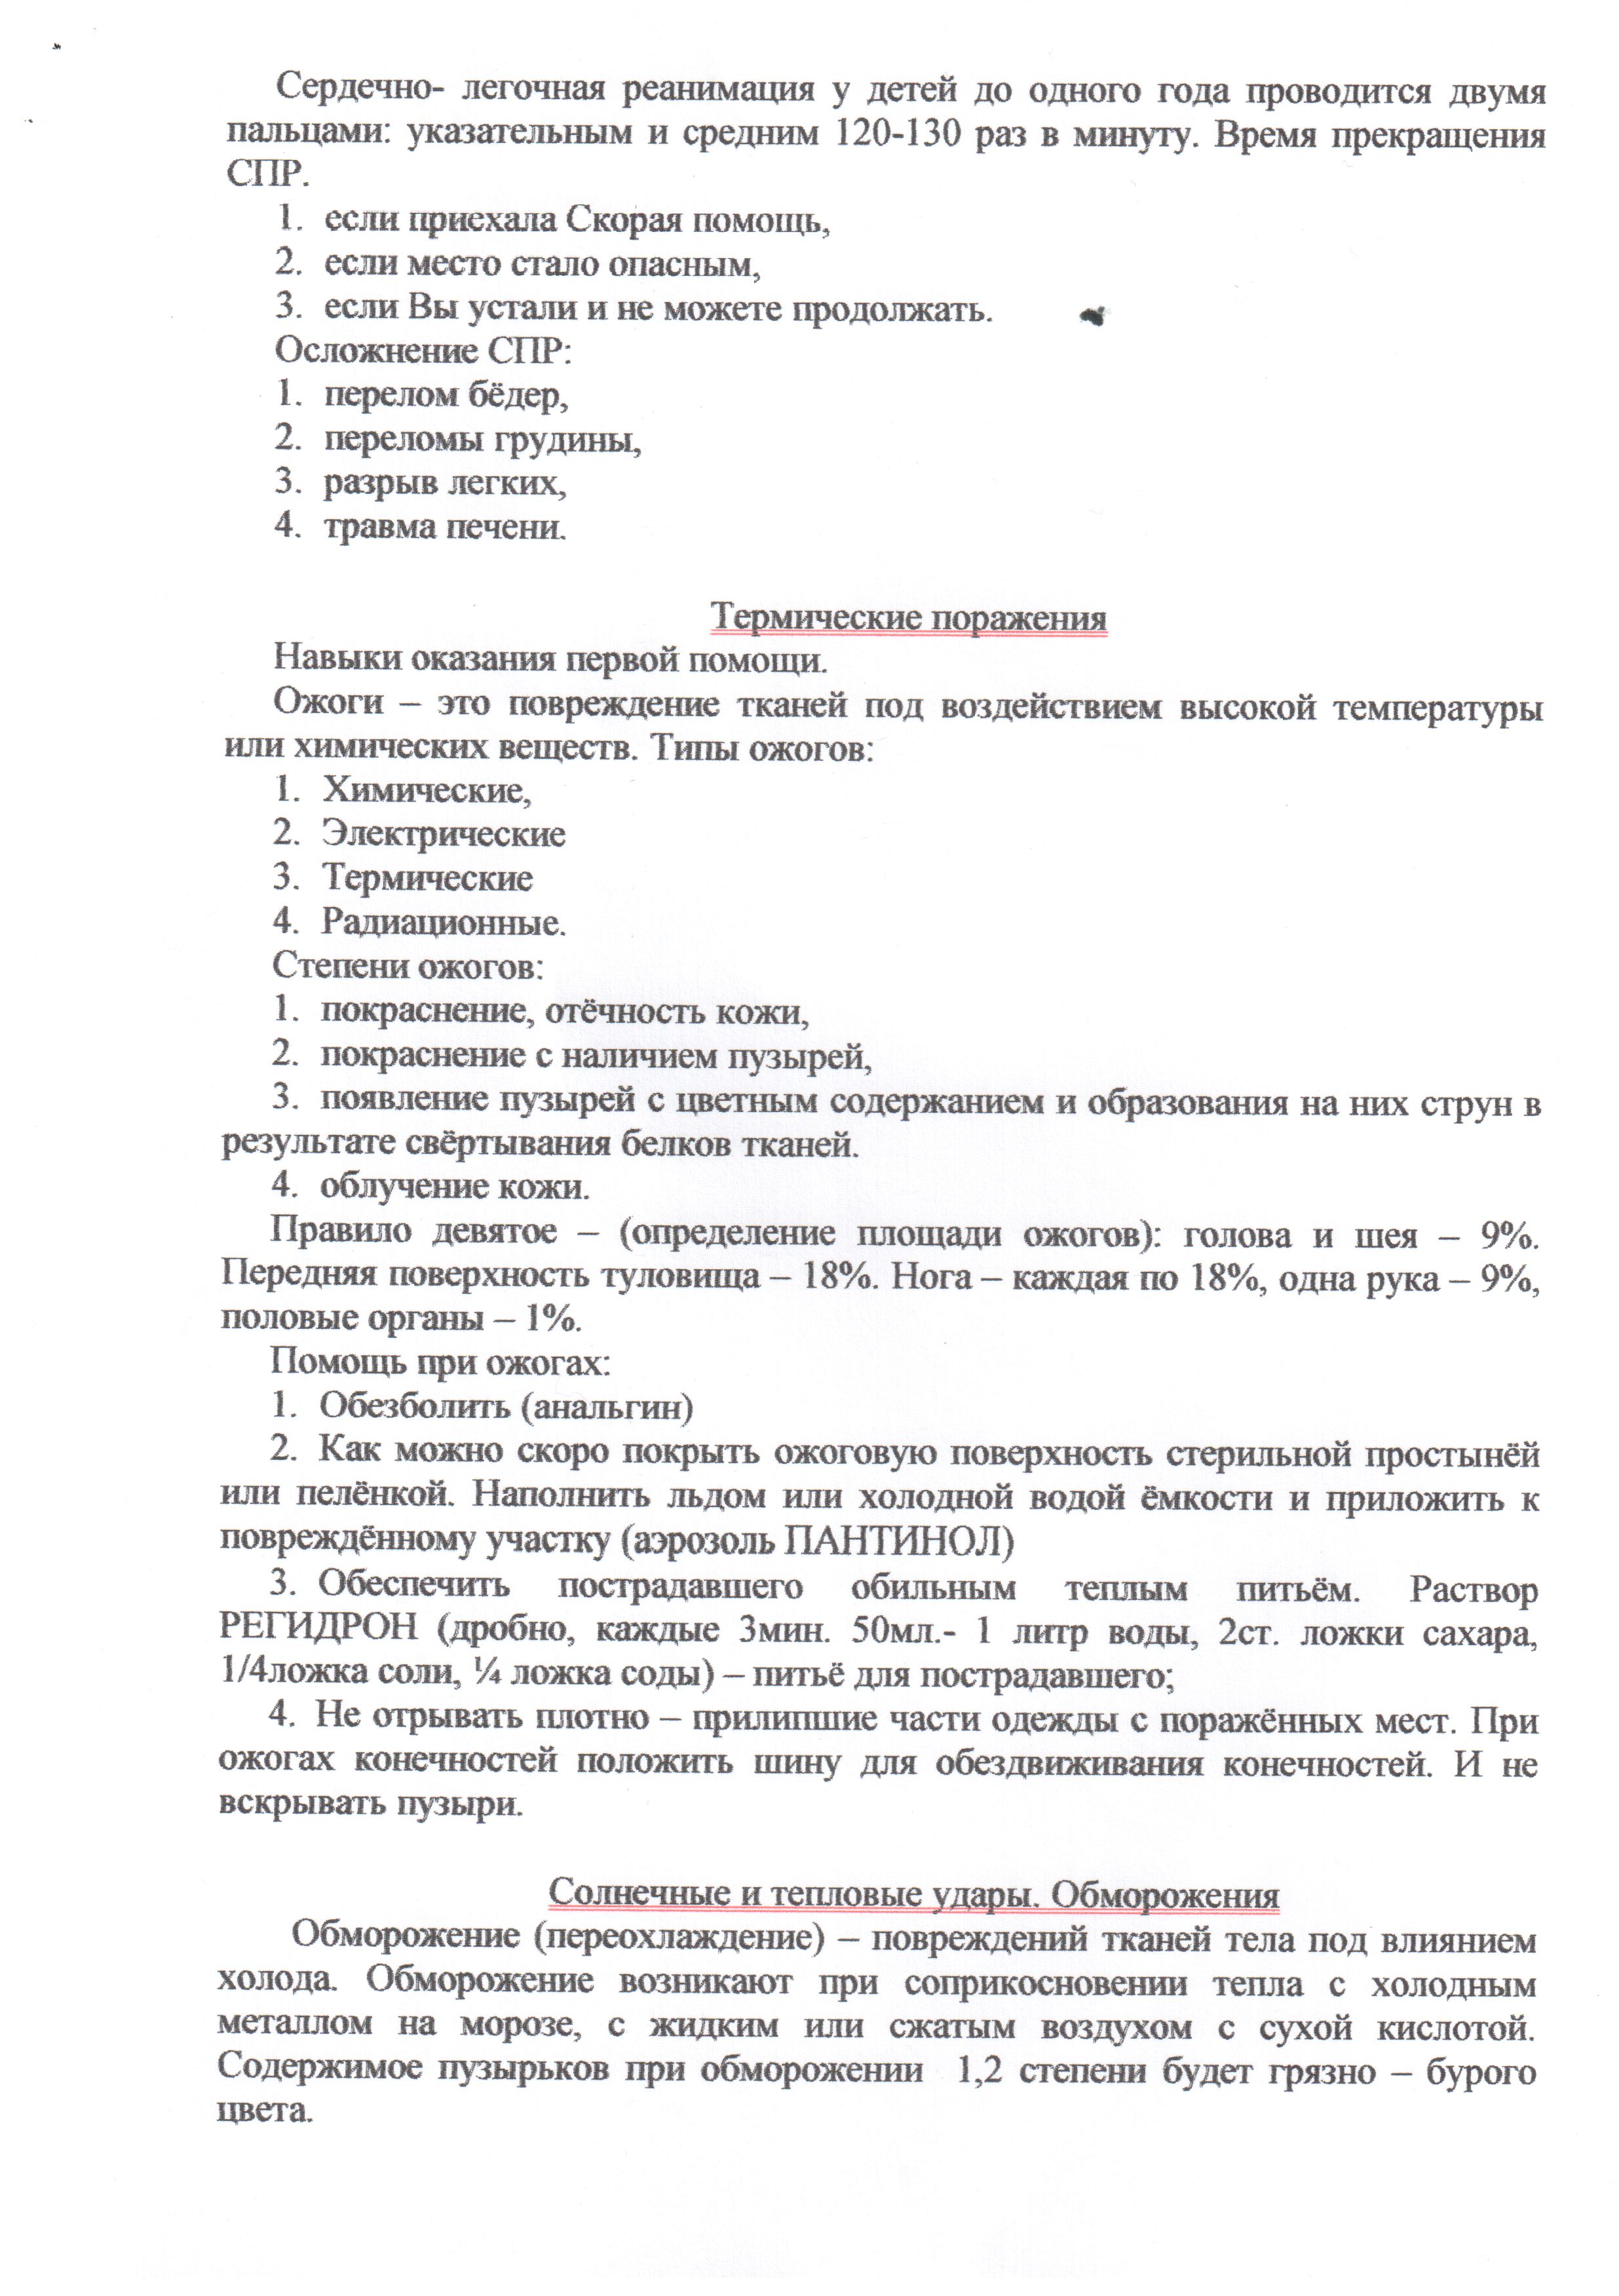 Сердечно- легочная реанимация у детей до одного года проводится двумя
пальцами: указательным и средним 120-130 раз в минуту. Время прекращения
СПР.
1. если приехала Скорая помощь,
2. если место стало опасным,
3. если Вы устали и не можете продолжать.
Осложнение СПР:
1. перелом бёдер,
2. переломы грудины,
3. разрыв легких,
4. травма печени.
Термические поражения
Навыки оказания первой помощи.
Ожоги – это повреждение тканей под воздействием высокой температуры
или химических веществ. Типы ожогов:
1. Химические,
2. Электрические
3. Термические
4. Радиационные.
Степени ожогов:
1. покраснение, отёчность кожи,
2. покраснение с наличием пузырей,
3. появление пузырей с цветным содержанием и образования на них струн в
результате свёртывания белков тканей.
4. облучение кожи.
Правило девятое – (определение площади ожогов): голова и шея – 9%.
Передняя поверхность туловища – 18%. Нога – каждая по 18%, одна рука – 9%,
половые органы – 1%.
Помощь при ожогах:
1. Обезболить (анальгин)
2. Как можно скоро покрыть ожоговую поверхность стерильной простынёй
или пелёнкой. Наполнить льдом или холодной водой ёмкости и приложить к
повреждённому участку (аэрозоль ПАНТИНОЛ)
3. Обеспечить пострадавшего обильным теплым питьём. Раствор
РЕГИДРОН (дробно, каждые 3мин. 50мл.- 1 литр воды, 2ст. ложки сахара,
1/4ложка соли, ¼ ложка соды) – питьё для пострадавшего;
4. Не отрывать плотно – прилипшие части одежды с поражённых мест. При
ожогах конечностей положить шину для обездвиживания конечностей. И не
вскрывать пузыри.
Солнечные и тепловые удары. Обморожения
Обморожение (переохлаждение) – повреждений тканей тела под влиянием
холода. Обморожение возникают при соприкосновении тепла с холодным
металлом на морозе, с жидким или сжатым воздухом с сухой кислотой.
Содержимое пузырьков при обморожении 1,2 степени будет грязно – бурого
цвета.